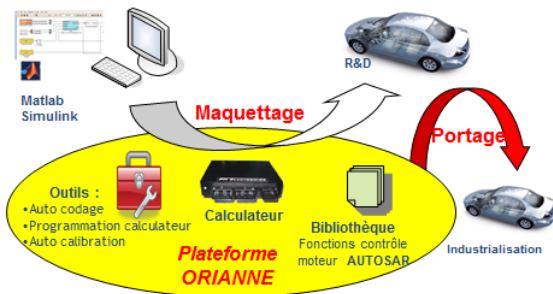 R&D
Matlab
Simulink
Maquettage
Portage
Outils :
•Auto codage
•Programmation calculateur
•Auto calibration
Calculateur
Bibliothèque
Fonctions contrôle
moteur AUTOSAR
Plateforme
ORIANNE
Industrialisation